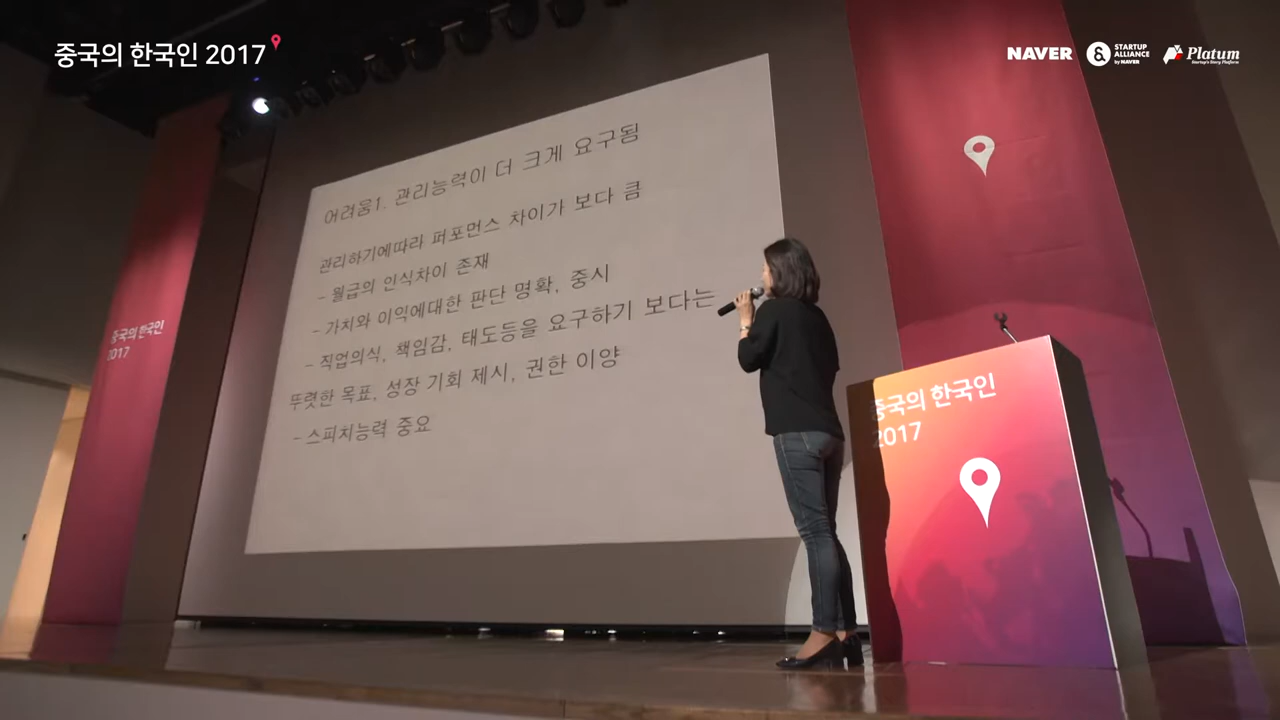 중국의 한국인 2017
NAVER
& STARTUP ALLIANCE by NAVER
Platum
Startup's Story Platform
어려움1. 관리능력이 더 크게 요구됨
관리하기에따라 퍼포먼스 차이가 보다 큼
- 월급의 인식차이 존재
- 가치와 이익에대한 판단 명확, 중시
- 직업의식, 책임감, 태도등을 요구하기 보다는
뚜렷한 목표, 성장 기회 제시, 권한 이양
- 스피치능력 중요
중국의 한국인
2017
중국의 한국인
2017